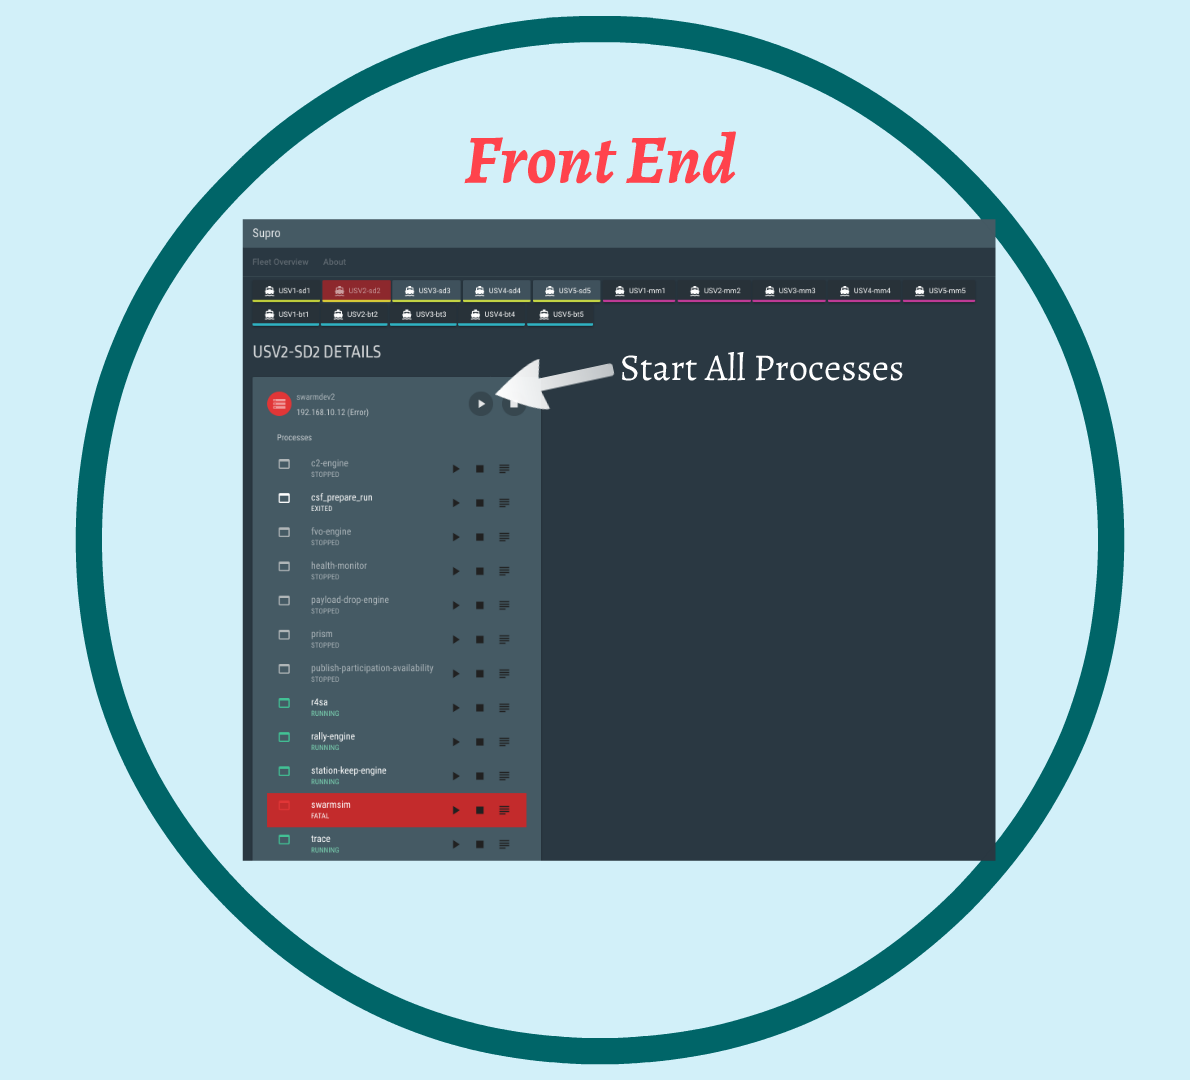 Front End
Supro
Fleet Overview About
USV1-sd1 USV2-sd2 USV3-sd3 USV4-sd4 USV5-sd5 USV1-mm1 USV2-mm2 USV3-mm3 USV4-mm4 USV5-mm5
USV1-bt1 USV2-bt2 USV3-bt3 USV4-bt4 USV5-bt5
USV2-SD2 DETAILS
Start All Processes
swarmdev2
192.168.10.12 (Error)
Processes
c2-engine
STOPPED
csf_prepare_run
EXITED
fvo-engine
STOPPED
health-monitor
STOPPED
payload-drop-engine
STOPPED
prism
STOPPED
publish-participation-availability
STOPPED
r4sa
RUNNING
rally-engine
RUNNING
station-keep-engine
RUNNING
swarmsim
FATAL
trace
RUNNING